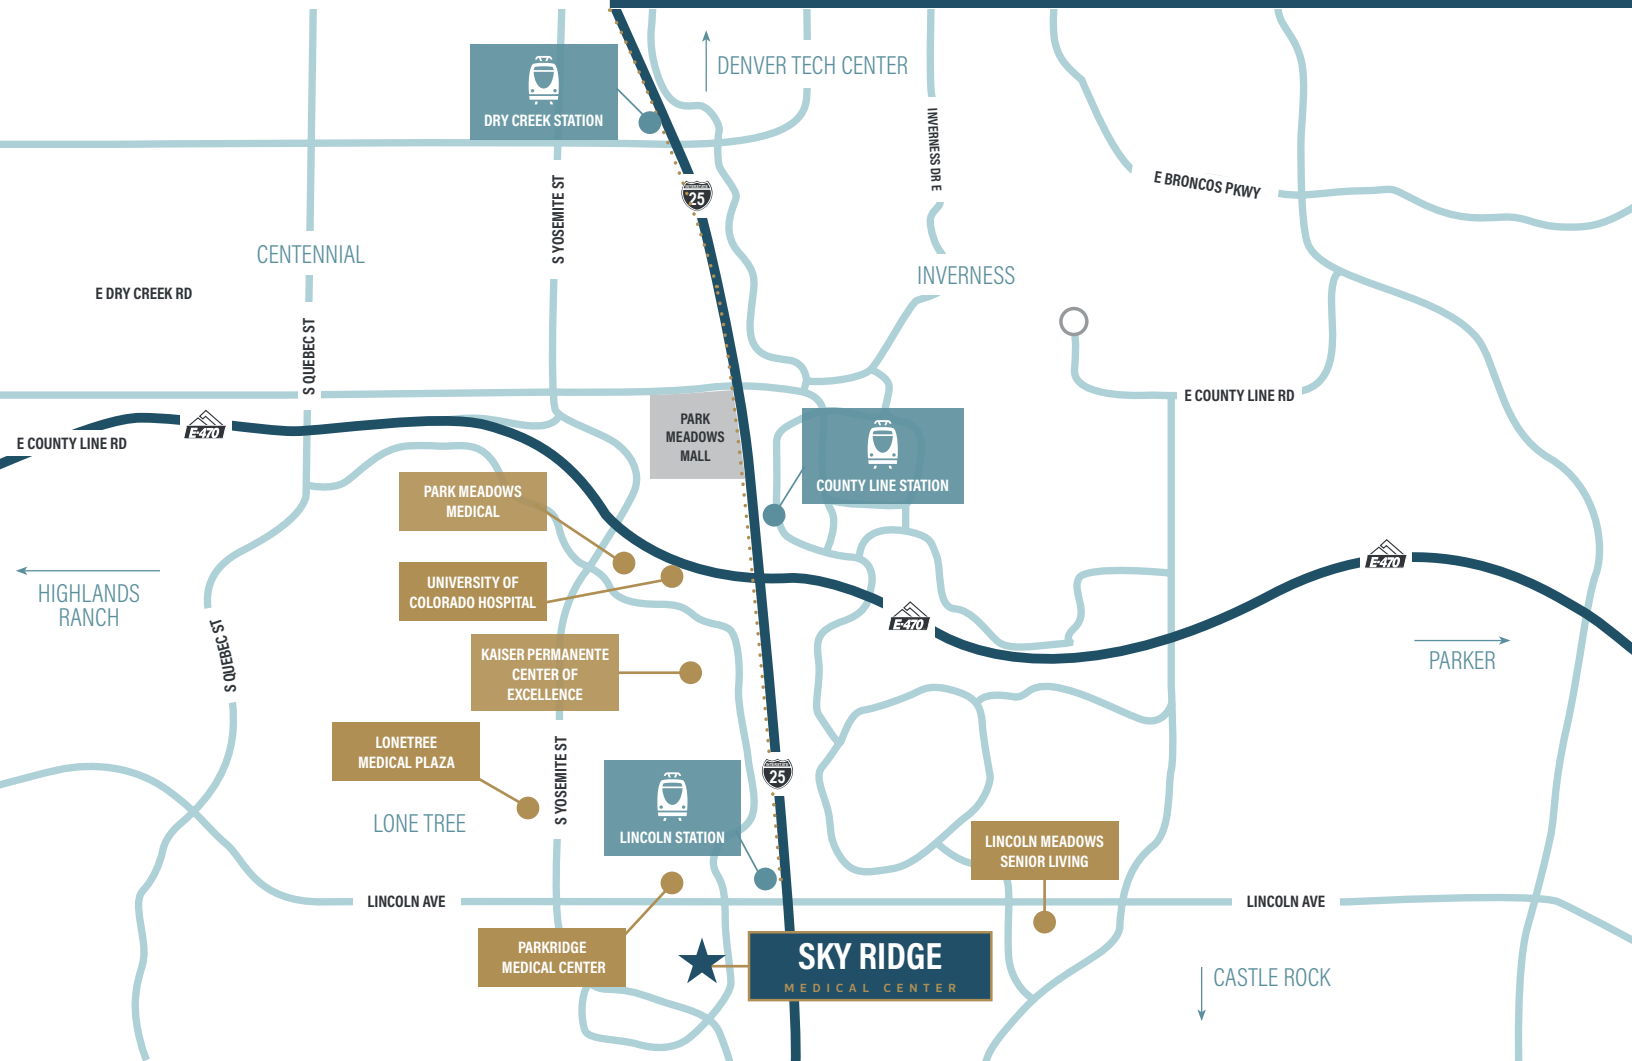 DENVER TECH CENTER
DRY CREEK STATION
INVERNESS DR E
E BRONCOS PKWY
INTERSTATE
25
S YOSEMITE ST
CENTENNIAL
INVERNESS
E DRY CREEK RD
S QUEBEC ST
E COUNTY LINE RD
E-470
E COUNTY LINE RD
PARK
MEADOWS
MALL
COUNTY LINE STATION
PARK MEADOWS
MEDICAL
E-470
HIGHLANDS
RANCH
UNIVERSITY OF
COLORADO HOSPITAL
E-470
S QUEBEC ST
KAISER PERMANENTE
CENTER OF
EXCELLENCE
PARKER
LONETREE
MEDICAL PLAZA
S YOSEMITE ST
INTERSTATE
25
LONE TREE
LINCOLN STATION
LINCOLN MEADOWS
SENIOR LIVING
LINCOLN AVE
LINCOLN AVE
PARKRIDGE
MEDICAL CENTER
SKY RIDGE
MEDICAL CENTER
CASTLE ROCK